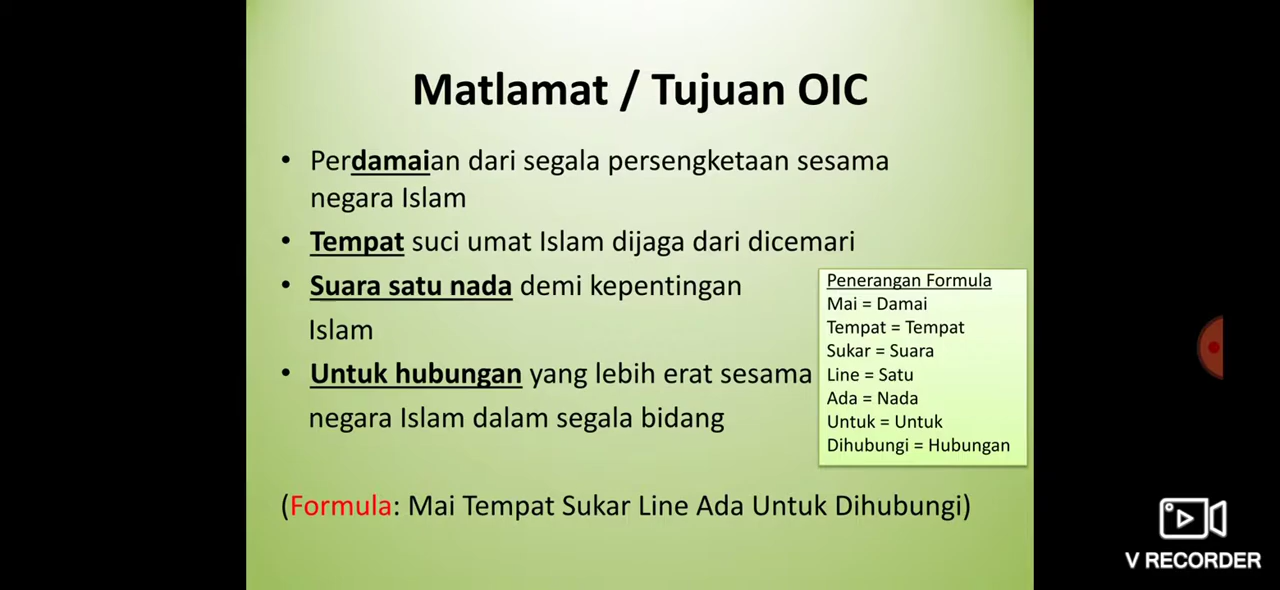 Matlamat / Tujuan OIC
• Perdamaian dari segala persengketaan sesama
negara Islam
• Tempat suci umat Islam dijaga dari dicemari
• Suara satu nada demi kepentingan
Islam
• Untuk hubungan yang lebih erat sesama
negara Islam dalam segala bidang
Penerangan Formula
Mai = Damai
Tempat = Tempat
Sukar = Suara
Line = Satu
Ada = Nada
Untuk = Untuk
Dihubungi = Hubungan
(Formula: Mai Tempat Sukar Line Ada Untuk Dihubungi)
V RECORDER